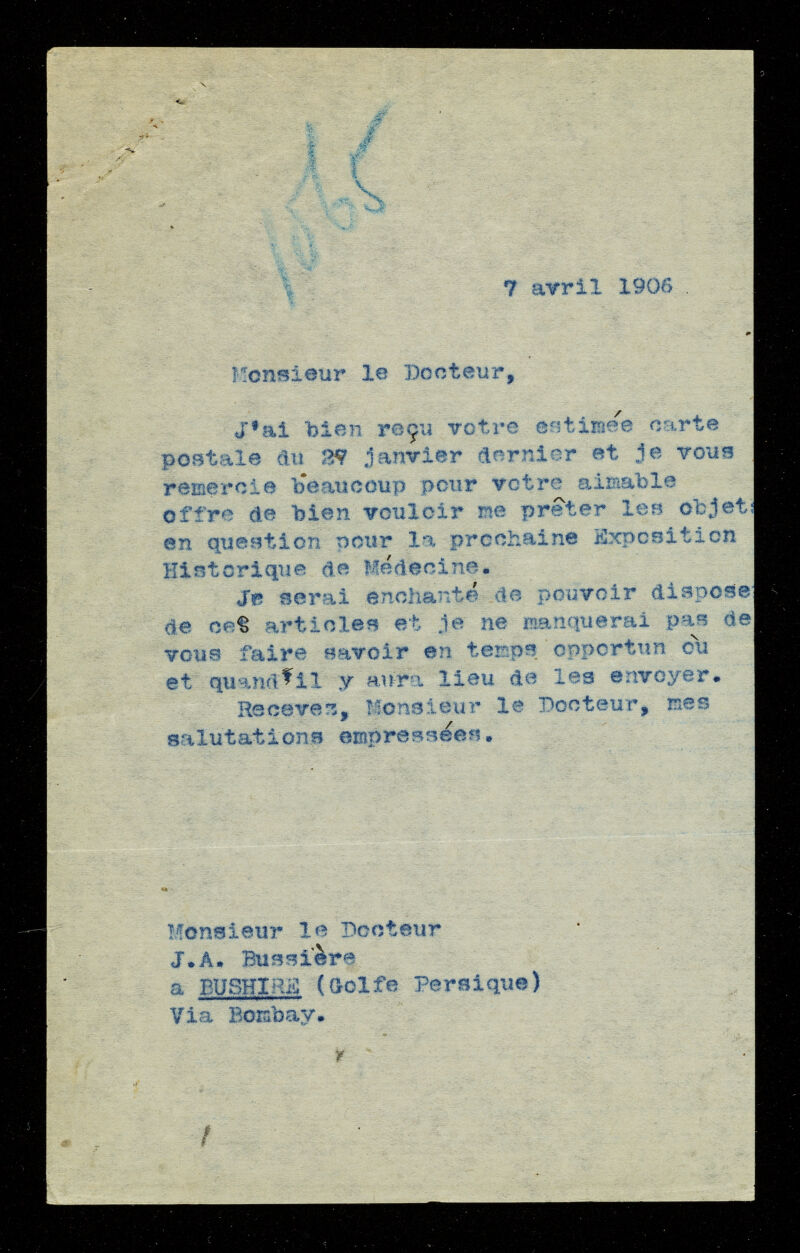 1065
7 avril 1906
Monsieur le Docteur,
J'ai bien reçu votre estimée carte
postale du 29 janvier dernier et je vous
remercie beaucoup pour votre aimable
offre de bien vouloir me prêter les objets
en question pour la prochaine Exposition
Historique de Médecine.
Je serai enchanté de pouvoir dispose
de ces articles et je ne manquerai pas de
vous faire savoir en temps opportun où
et quand il y aura lieu de les envoyer.
Recevez, Monsieur le Docteur, mes
salutations empressées.
Monsieur le Docteur
J.A. Bussière
a BUSHIRE (Golfe Persique)
Via Bombay.